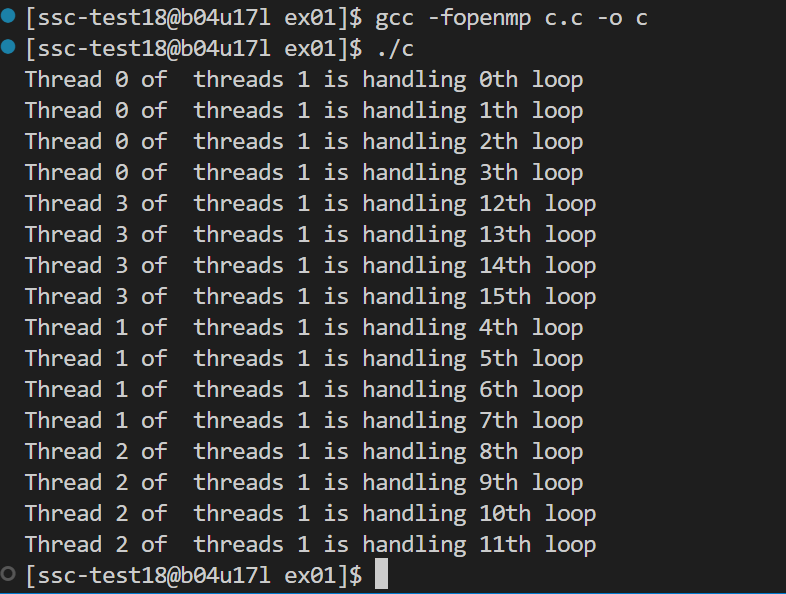 [ssc-test18@b04u17l ex01]$ gcc -fopenmp c.c -o c
[ssc-test18@b04u17l ex01]$ ./c
Thread 0 of  threads 1 is handling 0th loop
Thread 0 of  threads 1 is handling 1th loop
Thread 0 of  threads 1 is handling 2th loop
Thread 0 of  threads 1 is handling 3th loop
Thread 3 of  threads 1 is handling 12th loop
Thread 3 of  threads 1 is handling 13th loop
Thread 3 of  threads 1 is handling 14th loop
Thread 3 of  threads 1 is handling 15th loop
Thread 1 of  threads 1 is handling 4th loop
Thread 1 of  threads 1 is handling 5th loop
Thread 1 of  threads 1 is handling 6th loop
Thread 1 of  threads 1 is handling 7th loop
Thread 2 of  threads 1 is handling 8th loop
Thread 2 of  threads 1 is handling 9th loop
Thread 2 of  threads 1 is handling 10th loop
Thread 2 of  threads 1 is handling 11th loop
[ssc-test18@b04u17l ex01]$